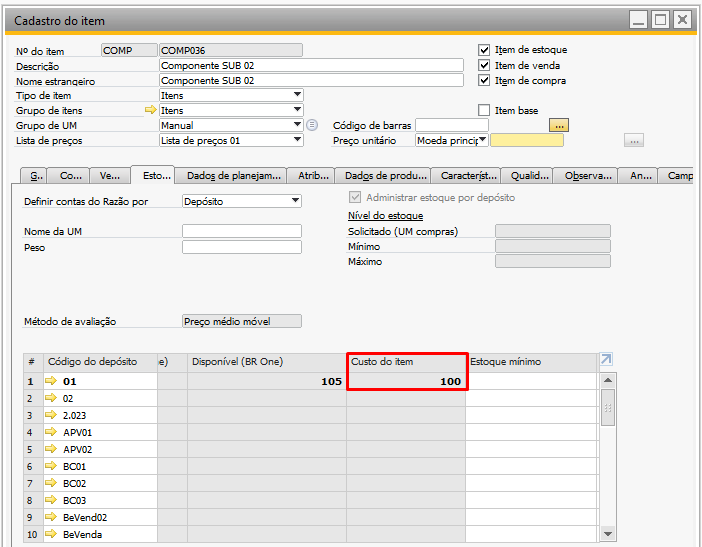 Cadastro do item
Nº do item COMP COMP036
Item de estoque
Descrição Componente SUB 02
Item de venda
Nome estrangeiro Componente SUB 02
Item de compra
Tipo de item Itens
Grupo de itens Itens
Item base
Grupo de UM Manual
Código de barras ...
Lista de preços Lista de preços 01
Preço unitário Moeda princip ...
G.. Co... Ve... Esto... Dados de planejam... Atrib... Dados de produ... Característ... Qualid... Observa... An... Camp
Definir contas do Razão por Depósito
Administrar estoque por depósito
Nível do estoque
Nome da UM
Solicitado (UM compras)
Peso
Mínimo
Máximo
Método de avaliação Preço médio móvel
# Código do depósito e) Disponível (BR One) Custo do item Estoque mínimo
1 01 105 100
2 02
3 2.023
4 APV01
5 APV02
6 BC01
7 BC02
8 BC03
9 BeVend02
10 BeVenda